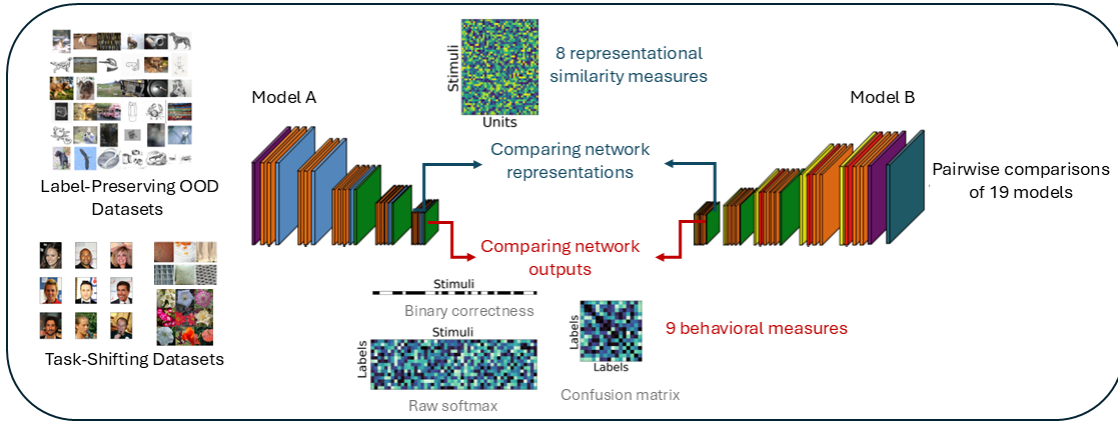 Stimuli
Units
8 representational
similarity measures
Model A
Model B
Comparing network
representations
Pairwise comparisons
of 19 models
Label-Preserving OOD
Datasets
Comparing network
outputs
Stimuli
Binary correctness
Stimuli
Labels
Raw softmax
Labels
Labels
Confusion matrix
9 behavioral measures
Task-Shifting Datasets